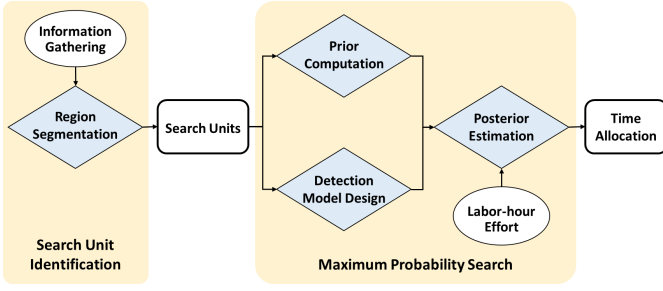 Information
Gathering
Region
Segmentation
Search Unit
Identification
Search Units
Prior
Computation
Detection
Model Design
Posterior
Estimation
Labor-hour
Effort
Maximum Probability Search
Time
Allocation